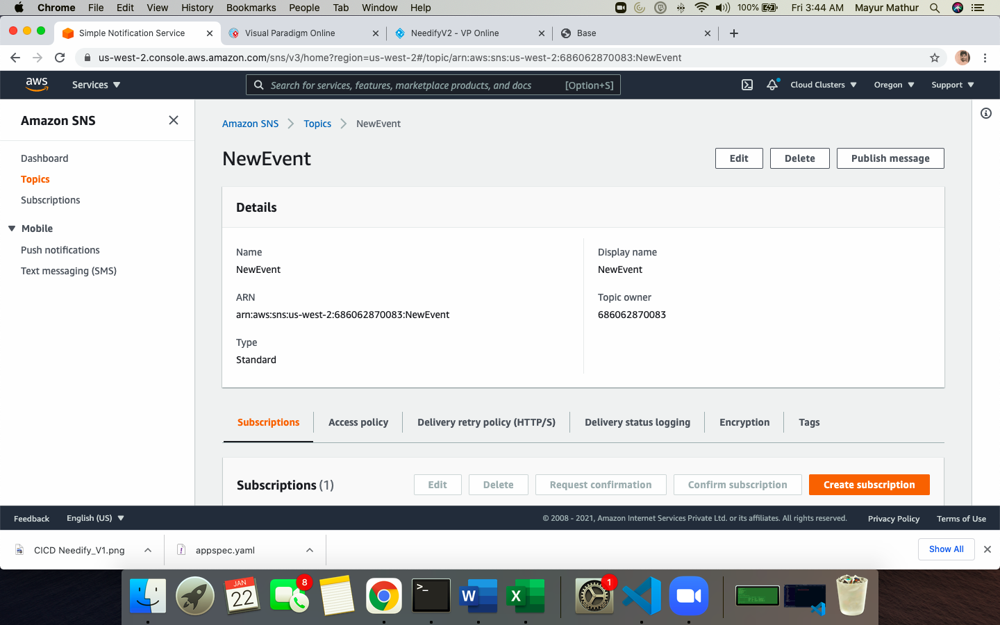 Chrome File Edit View History Bookmarks People Tab Window Help 100% Fri 3:44 AM Mayur Mathur
Simple Notification Service Visual Paradigm Online NeedifyV2 - VP Online Base
us-west-2.console.aws.amazon.com/sns/v3/home?region=us-west-2#/topic/arn:aws:sns:us-west-2:686062870083:NewEvent
aws Services Search for services, features, marketplace products, and docs [Option+S] Cloud Clusters Oregon Support
Amazon SNS
Dashboard
Topics
Subscriptions
Mobile
Push notifications
Text messaging (SMS)
Amazon SNS Topics NewEvent
NewEvent Edit Delete Publish message
Details
Name
NewEvent
ARN
arn:aws:sns:us-west-2:686062870083:NewEvent
Type
Standard
Display name
NewEvent
Topic owner
686062870083
Subscriptions Access policy Delivery retry policy (HTTP/S) Delivery status logging Encryption Tags
Subscriptions (1) Edit Delete Request confirmation Confirm subscription Create subscription
Feedback English (US) © 2008 - 2021, Amazon Internet Services Private Ltd. or its affiliates. All rights reserved. Privacy Policy Terms of Use
CICD Needify_V1.png appspec.yaml Show All
JAN
22
8
>_
W
X
1